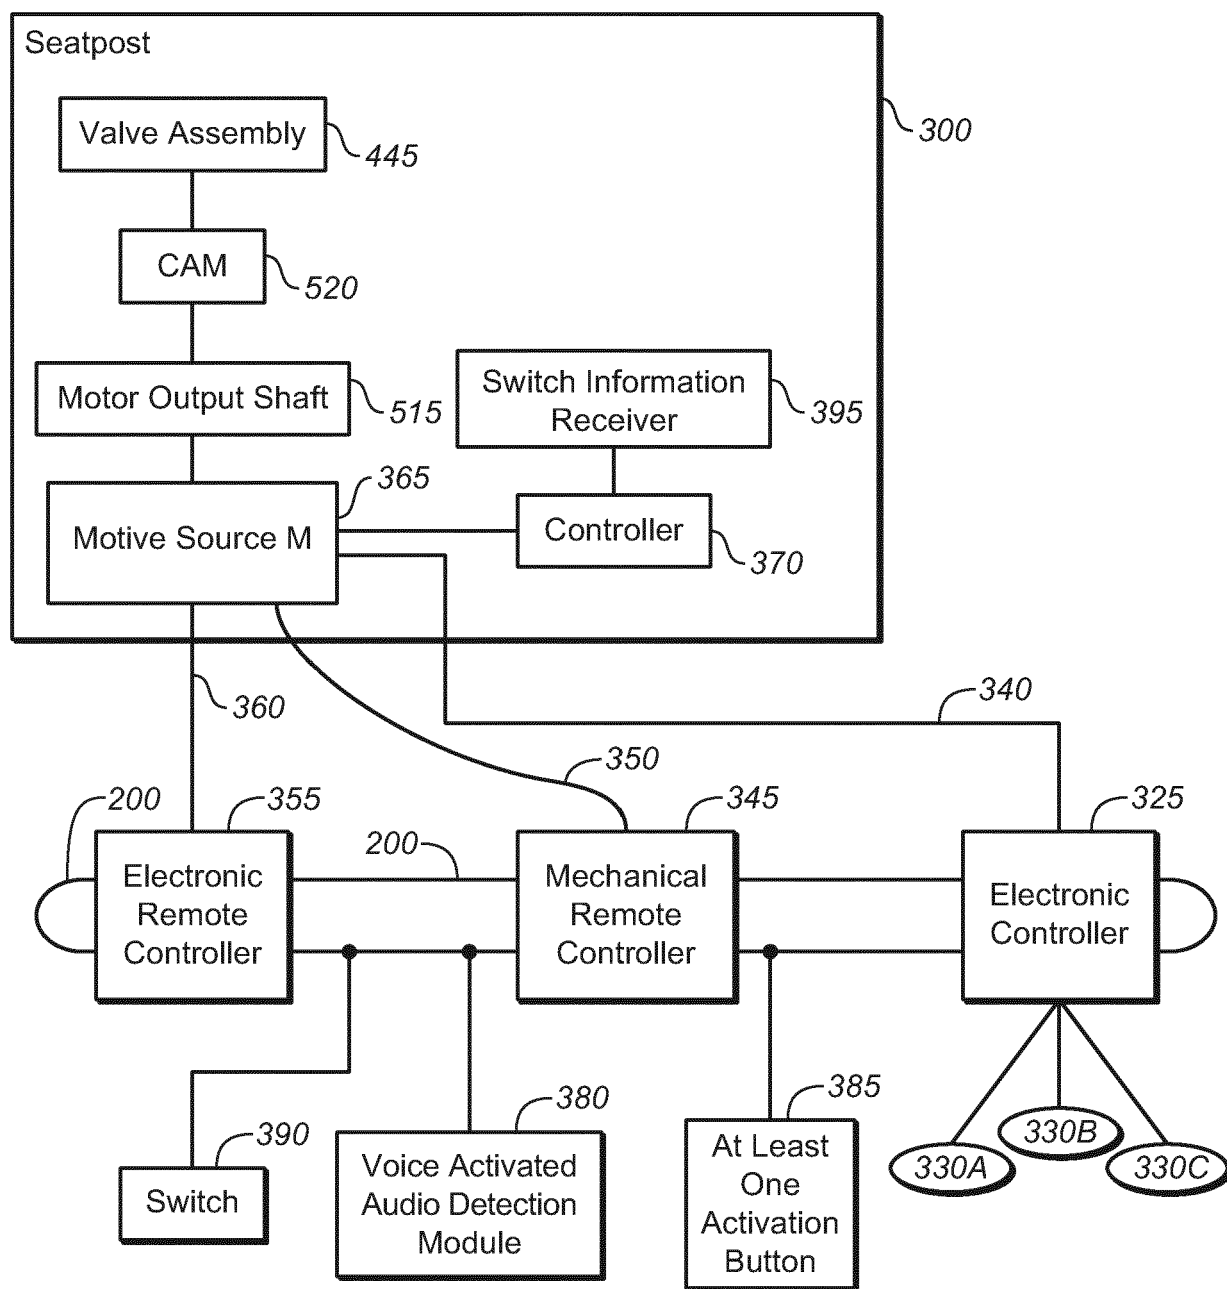 Seatpost
300
Valve Assembly
445
CAM
520
Motor Output Shaft
515
Switch Information
Receiver
395
365
Motive Source M
Controller
370
360
340
350
200
355
345
325
200
Electronic
Remote
Controller
Mechanical
Remote
Controller
Electronic
Controller
390
Switch
380
Voice Activated
Audio Detection
Module
385
At Least
One
Activation
Button
330A
330B
330C